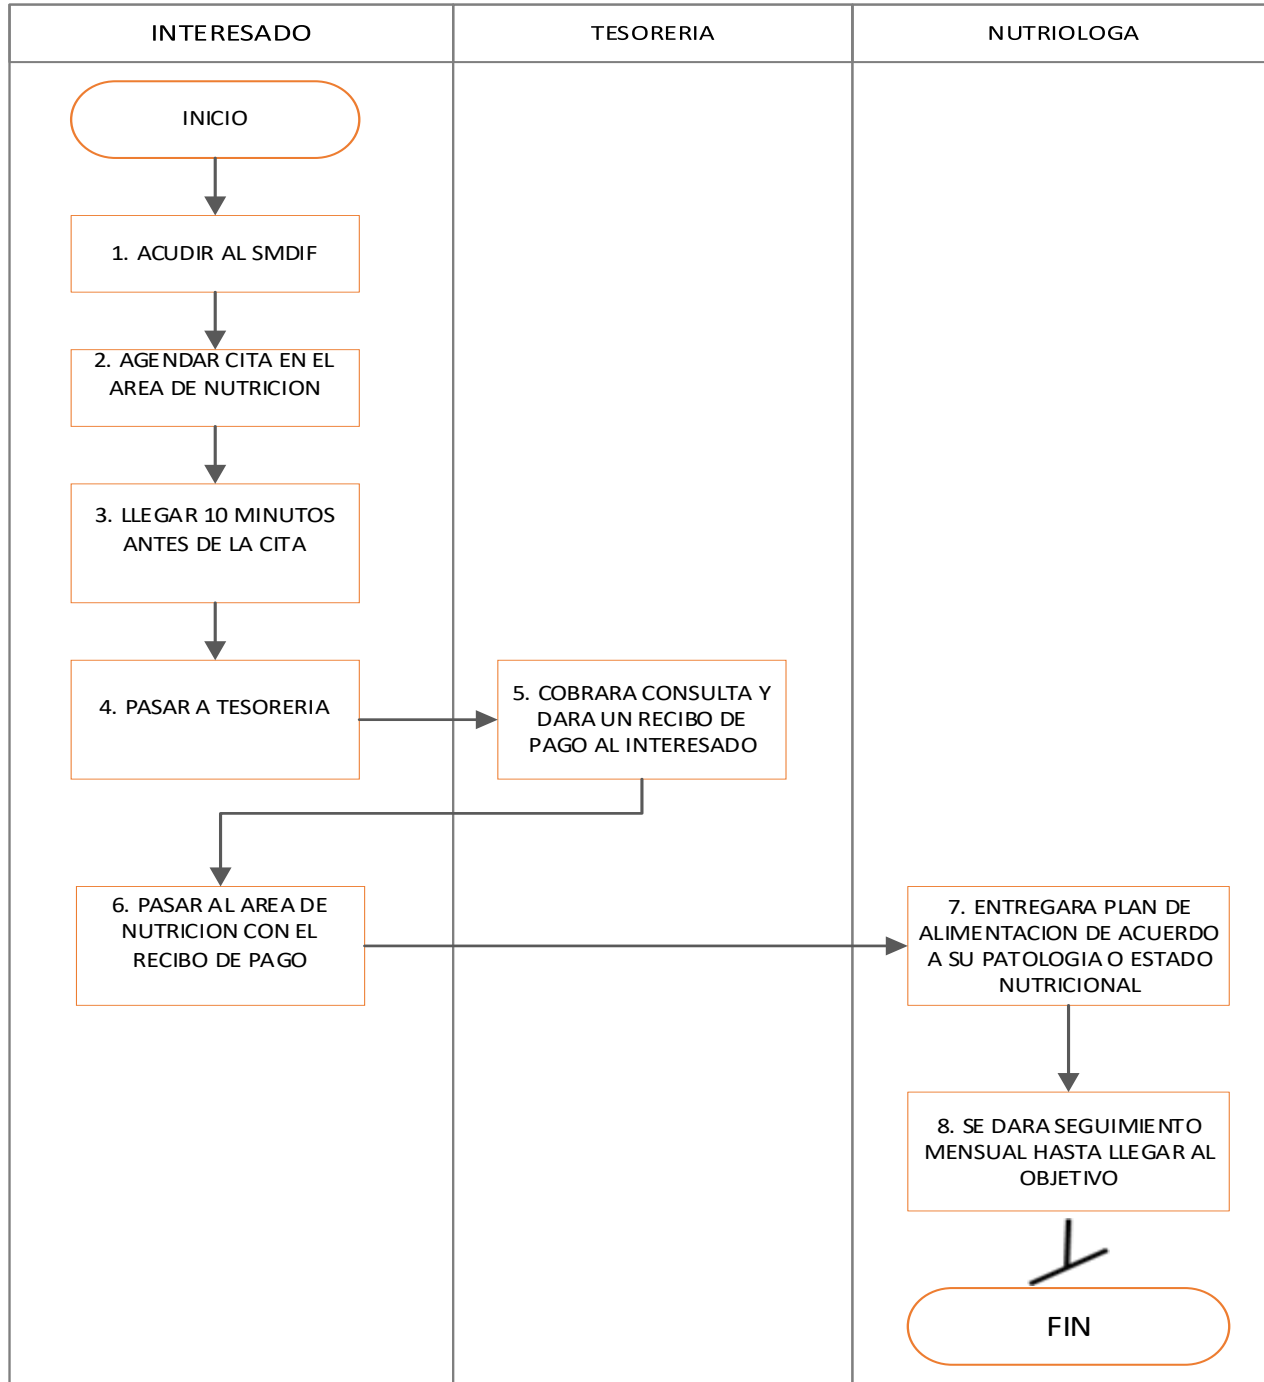 INTERESADO
TESORERIA
NUTRIOLOGA
INICIO
1. ACUDIR AL SMDIF
2. AGENDAR CITA EN EL
AREA DE NUTRICION
3. LLEGAR 10 MINUTOS
ANTES DE LA CITA
4. PASAR A TESORERIA
5. COBRARA CONSULTA Y
DARA UN RECIBO DE
PAGO AL INTERESADO
6. PASAR AL AREA DE
NUTRICION CON EL
RECIBO DE PAGO
7. ENTREGARA PLAN DE
ALIMENTACION DE ACUERDO
A SU PATOLOGIA O ESTADO
NUTRICIONAL
8. SE DARA SEGUIMIENTO
MENSUAL HASTA LLEGAR AL
OBJETIVO
FIN